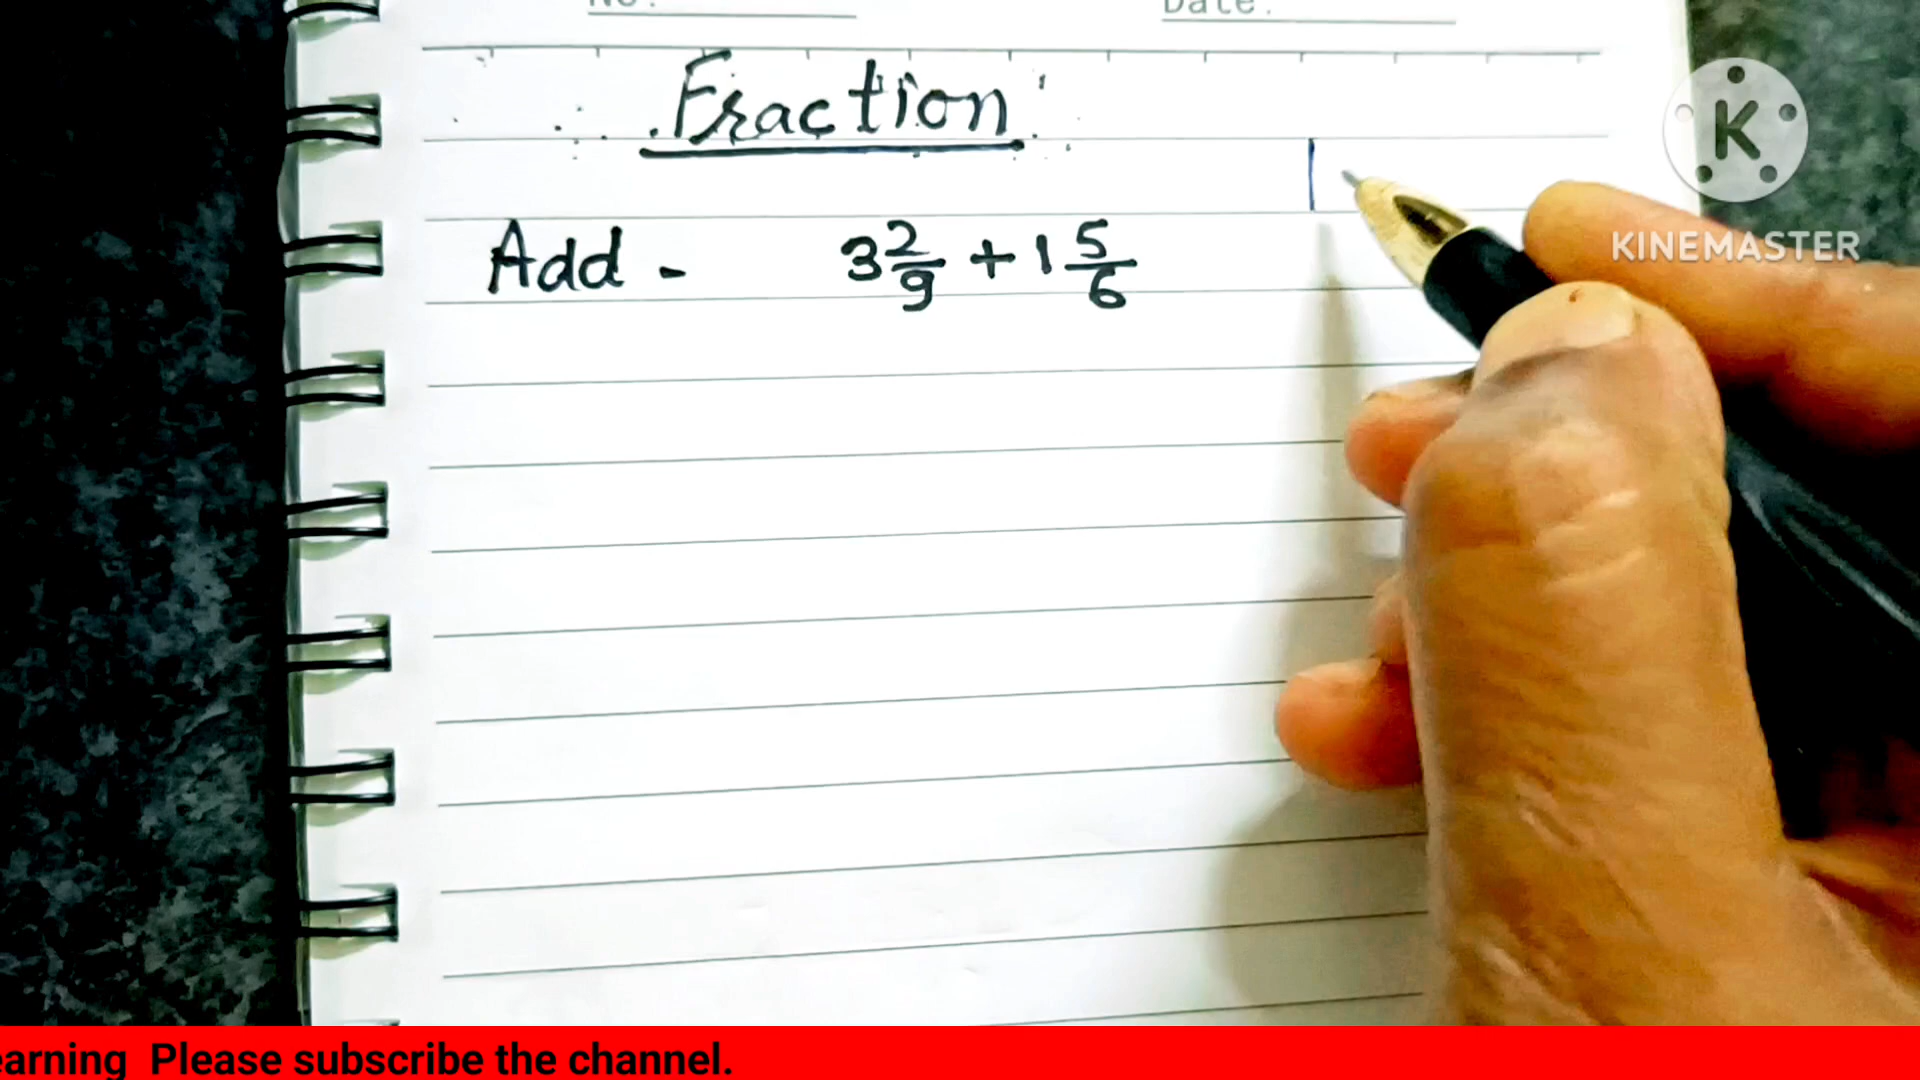 No. Date.
Fraction
K
KINEMASTER
Add - 3 2/9 + 1 5/6
earning Please subscribe the channel.